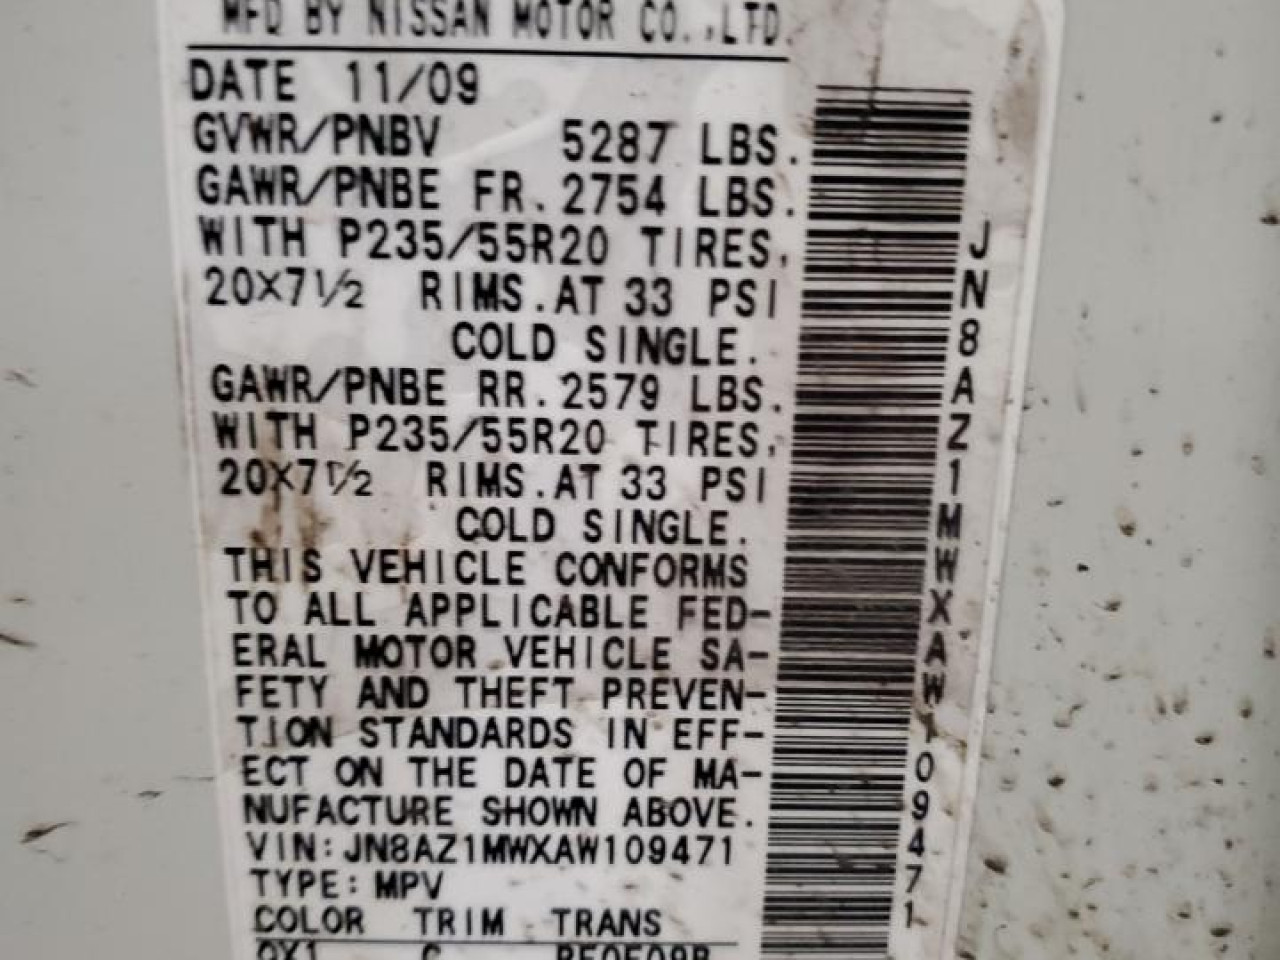 MFD BY NISSAN MOTOR CO.,LTD.
DATE 11/09
GVWR/PNBV 5287 LBS.
GAWR/PNBE FR. 2754 LBS.
WITH P235/55R20 TIRES,
20X7½ RIMS.AT 33 PSI
COLD SINGLE.
GAWR/PNBE RR. 2579 LBS.
WITH P235/55R20 TIRES,
20X7½ RIMS.AT 33 PSI
COLD SINGLE.
THIS VEHICLE CONFORMS
TO ALL APPLICABLE FED-
ERAL MOTOR VEHICLE SA-
FETY AND THEFT PREVEN-
TION STANDARDS IN EFF-
ECT ON THE DATE OF MA-
NUFACTURE SHOWN ABOVE.
VIN: JN8AZ1MWXAW109471
TYPE: MPV
COLOR TRIM TRANS
JN8AZ1MWXAW109471